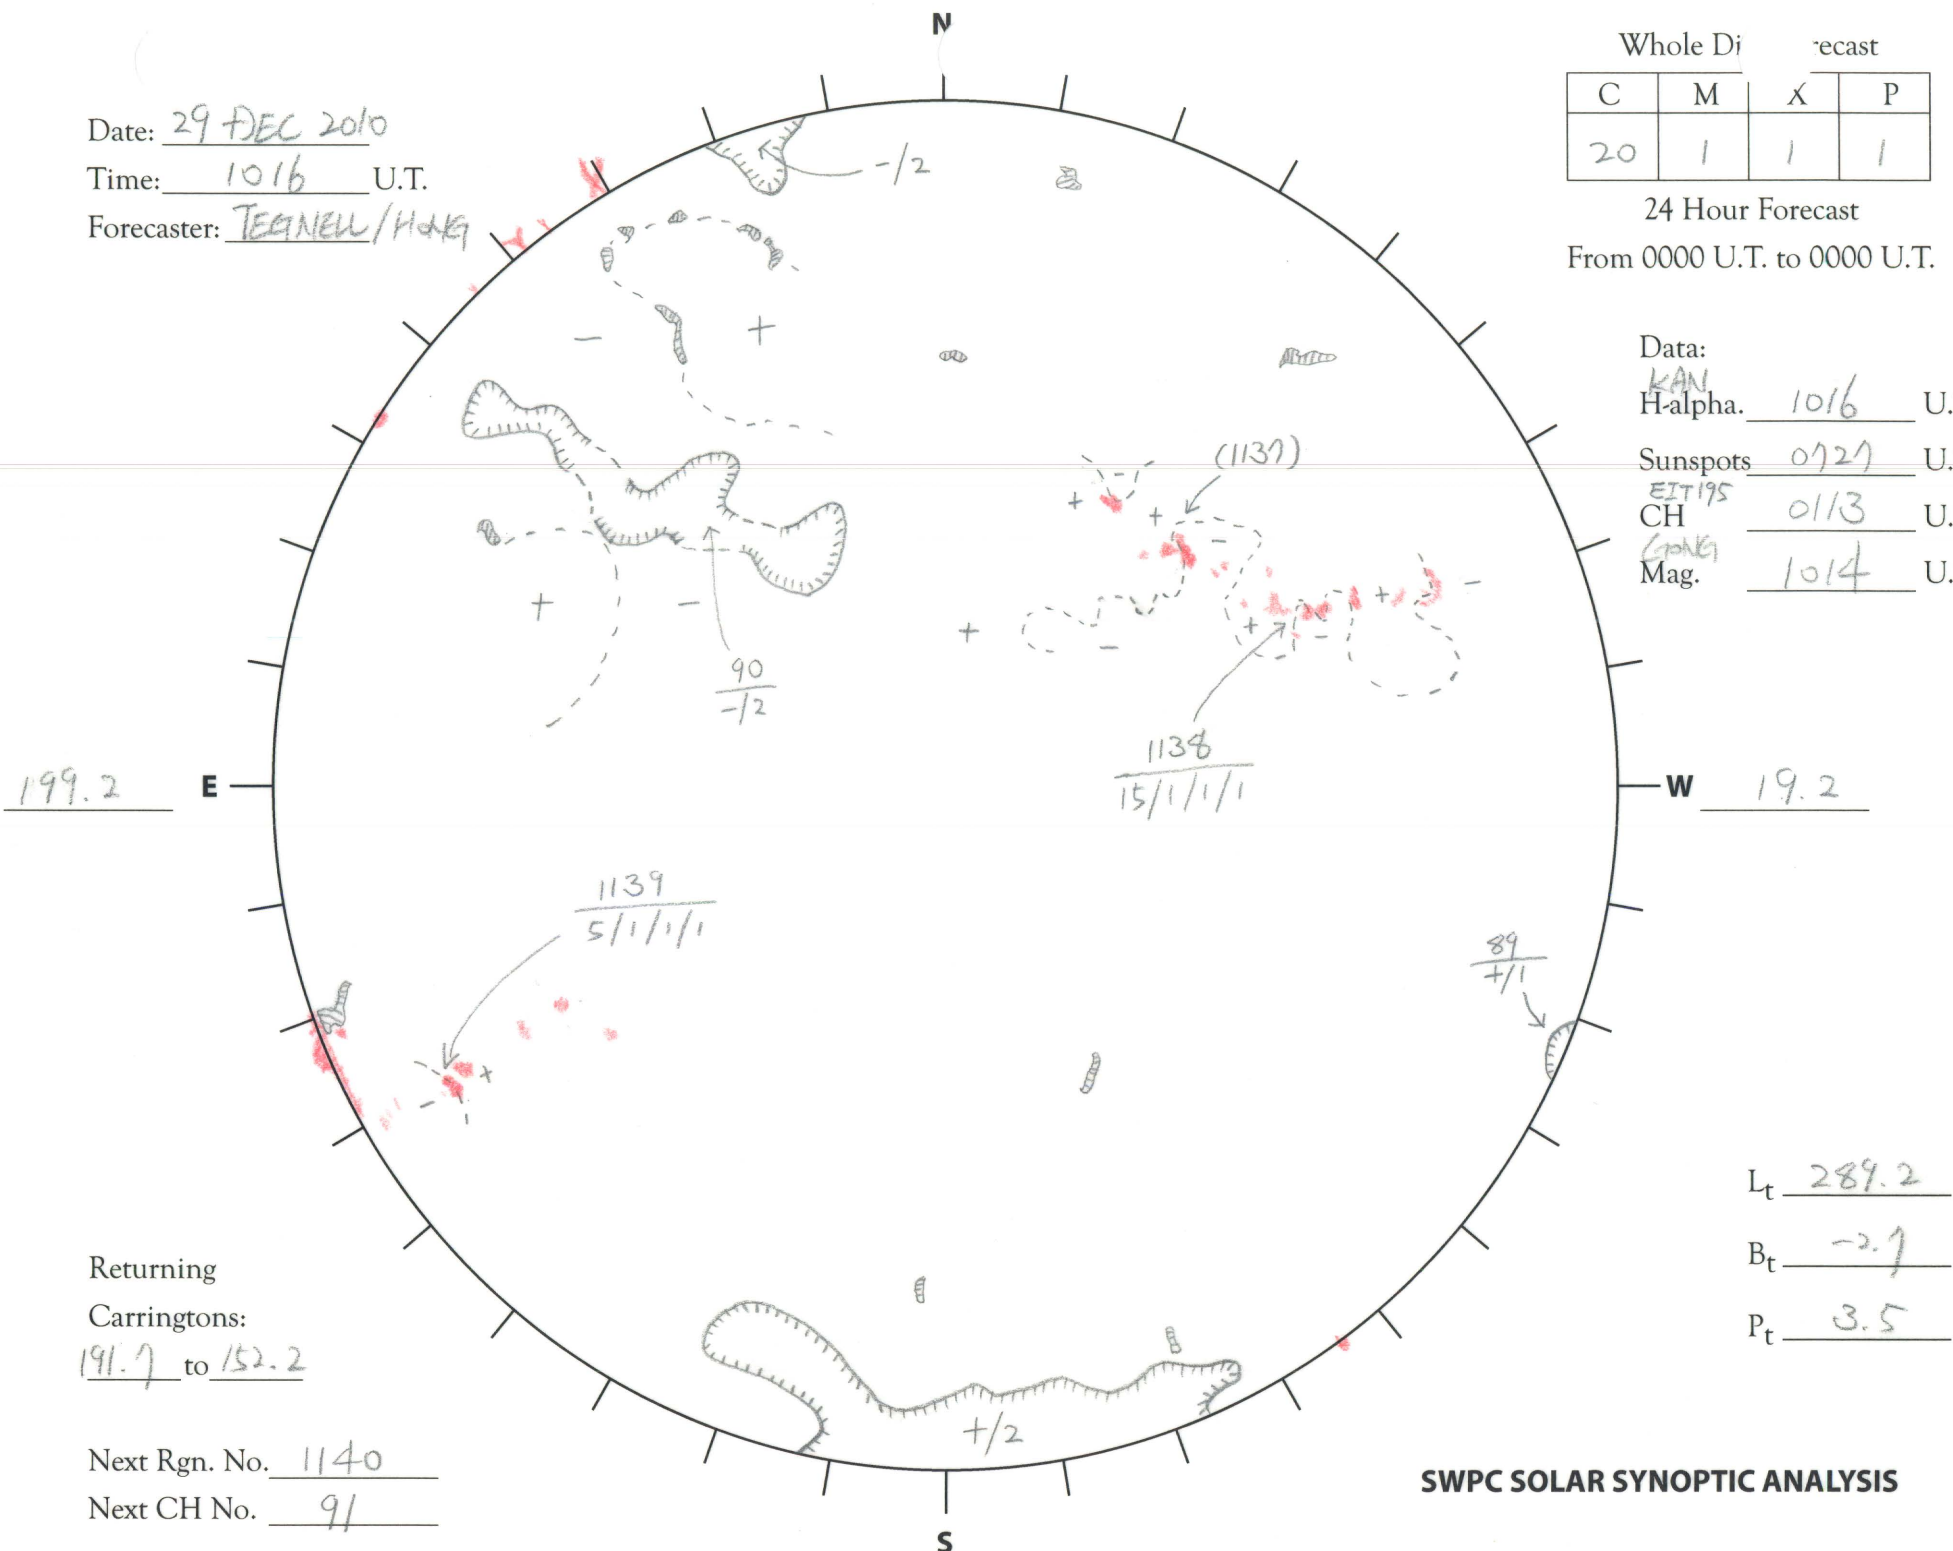 N
Whole Di recast
C M X P
20 1 1 1
24 Hour Forecast
From 0000 U.T. to 0000 U.T.
Date: 29 DEC 2010
Time: 1016 U.T.
Forecaster: TEGNELL/HONG
-/2
- +
Data:
KAN
H-alpha. 1016 U.
Sunspots 0727 U.
EIT195
CH 0113 U.
GONG
Mag. 1014 U.
(1137)
+ + -
+ - + - + - + -
90
-/2
1138
15/1/1/1
199.2 E
W 19.2
1139
5/1/1/1
+
-
89
+/1
Lt 289.2
Bt -2.7
Pt 3.5
Returning
Carringtons:
191.7 to 152.2
+/2
Next Rgn. No. 1140
Next CH No. 91
SWPC SOLAR SYNOPTIC ANALYSIS
S